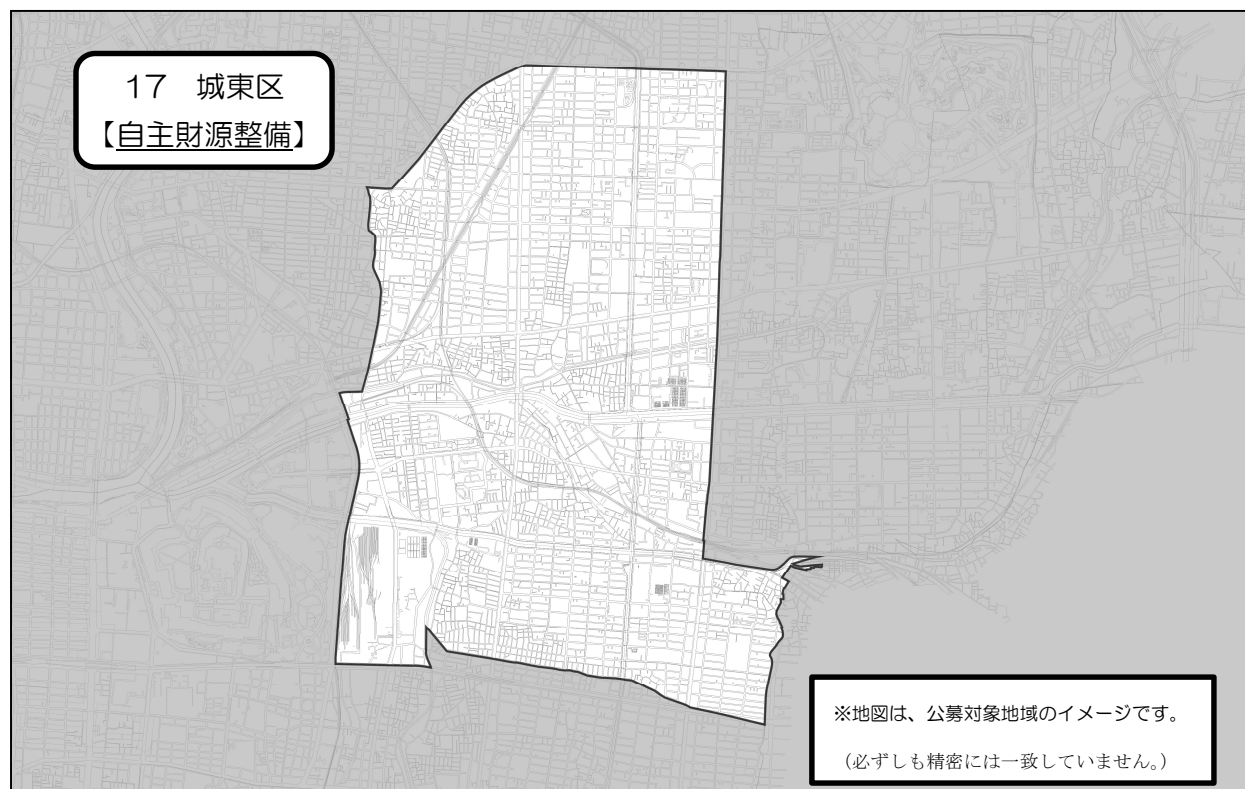 17　城東区
【自主財源整備】
※地図は、公募対象地域のイメージです。
（必ずしも精密には一致していません。）